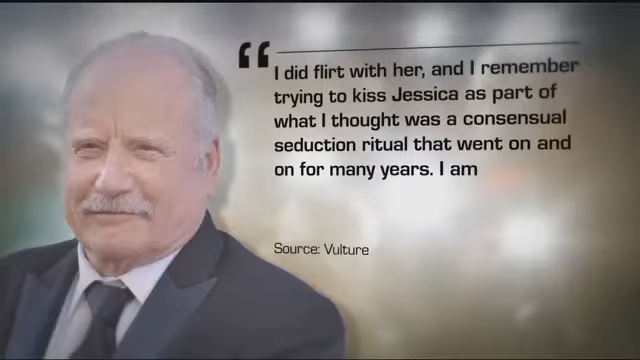 “
I did flirt with her, and I remember
trying to kiss Jessica as part of
what I thought was a consensual
seduction ritual that went on and
on for many years. I am
Source: Vulture